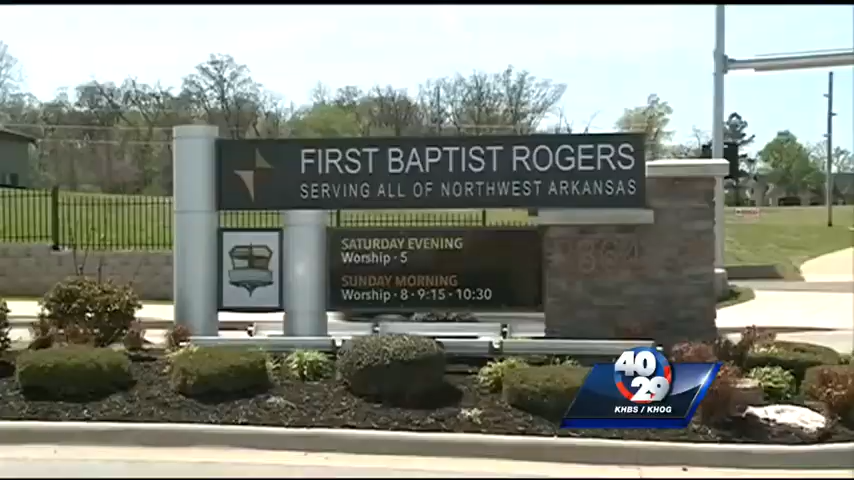 FIRST BAPTIST ROGERS
SERVING ALL OF NORTHWEST ARKANSAS
SATURDAY EVENING
Worship · 5
SUNDAY MORNING
Worship · 8 · 9:15 · 10:30
40
29
KHBS / KHOG